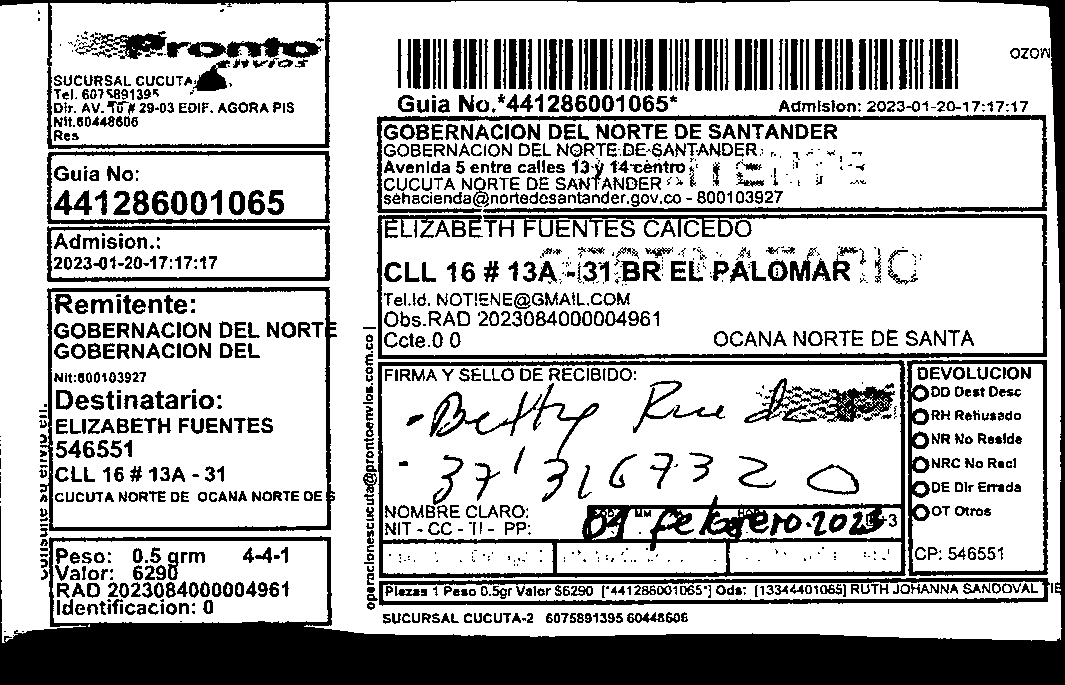 Pronto
envios
SUCURSAL CUCUTA
Tel. 6075891395
Dir. AV. 10 # 29-03 EDIF. AGORA PIS
Nit.60448606
Res
Guia No:
441286001065
Admision.:
2023-01-20-17:17:17
Remitente:
GOBERNACION DEL NORTE
GOBERNACION DEL
Nit:800103927
Destinatario:
ELIZABETH FUENTES
546551
CLL 16 # 13A - 31
CUCUTA NORTE DE OCANA NORTE DE S
Peso: 0.5 grm 4-4-1
Valor: 6290
RAD 2023084000004961
Identificacion: 0
MOZO
Guia No.*441286001065*
Admision: 2023-01-20-17:17:17
GOBERNACION DEL NORTE DE SANTANDER
GOBERNACION DEL NORTE DE SANTANDER
Avenida 5 entre calles 13 y 14 centro
CUCUTA NORTE DE SANTANDER
sehacienda@nortedesantander.gov.co - 800103927
ELIZABETH FUENTES CAICEDO
DESTINATARIO
CLL 16 # 13A - 31 BR EL PALOMAR
Tel.Id. NOTIENE@GMAIL.COM
Obs.RAD 2023084000004961
Ccte.0 0 OCANA NORTE DE SANTA
operacionescucuta@prontoenvios.com.co |
FIRMA Y SELLO DE RECIBIDO:
Betty Rueda
37'316732 0
NOMBRE CLARO:
NIT - CC - TI - PP:
04 febrero 2023
DEVOLUCION
DD Dest Desc
RH Rehusado
NR No Reside
NRC No Recl
DE Dir Errada
OT Otros
CP: 546551
Piezas 1 Peso 0.5gr Valor $6290 [*441286001065*] Ods: [13344401065] RUTH JOHANNA SANDOVAL TIE
SUCURSAL CUCUTA-2 6075891395 60448606